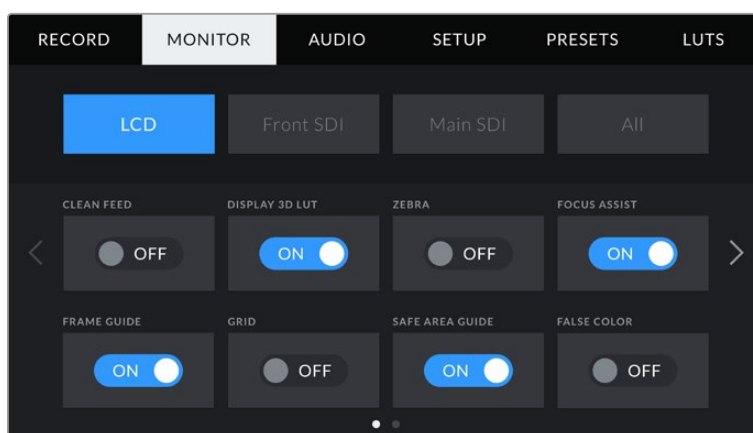 RECORD MONITOR AUDIO SETUP PRESETS LUTS
LCD Front SDI Main SDI All
CLEAN FEED DISPLAY 3D LUT ZEBRA FOCUS ASSIST
OFF ON OFF ON
FRAME GUIDE GRID SAFE AREA GUIDE FALSE COLOR
ON OFF ON OFF